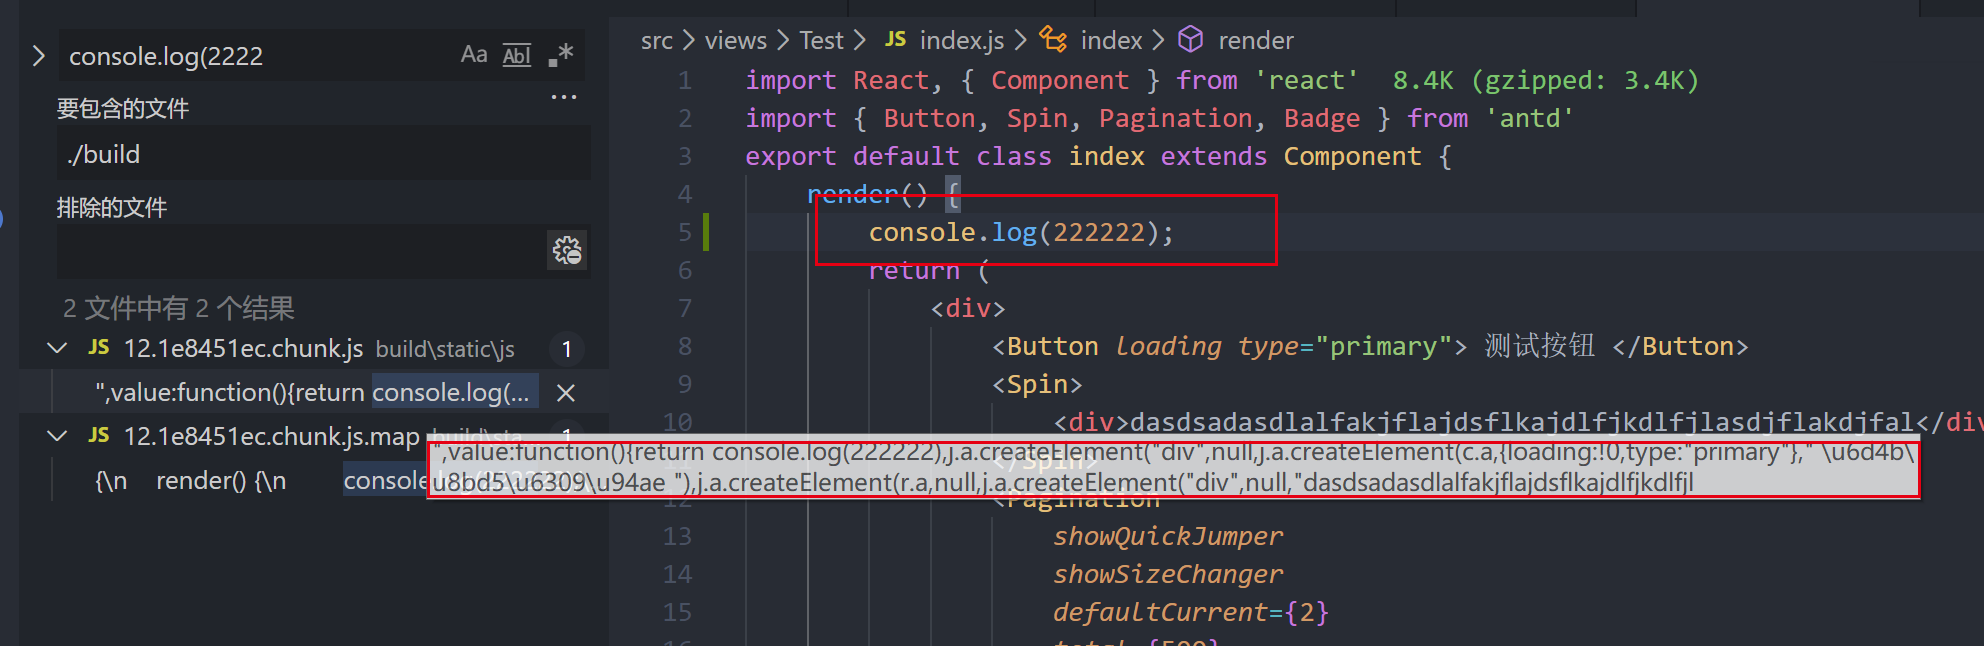 console.log(2222
Aa Abl .*
要包含的文件
...
./build
排除的文件
2 文件中有 2 个结果
JS 12.1e8451ec.chunk.js build\static\js 1
",value:function(){return console.log(...
JS 12.1e8451ec.chunk.js.map build\sta 1
{\n render() {\n console
src > views > Test > JS index.js > index > render
1 import React, { Component } from 'react' 8.4K (gzipped: 3.4K)
2 import { Button, Spin, Pagination, Badge } from 'antd'
3 export default class index extends Component {
4 render() {
5 console.log(222222);
6 return (
7 <div>
8 <Button loading type="primary"> 测试按钮 </Button>
9 <Spin>
10 <div>dasdsadasdlalfakjflajdsflkajdlfjkdlfjlasdjflakdjfal</div
</Spin>
",value:function(){return console.log(222222),j.a.createElement("div",null,j.a.createElement(c.a,{loading:!0,type:"primary"}," \u6d4b\
u8bd5\u6309\u94ae "),j.a.createElement(r.a,null,j.a.createElement("div",null,"dasdsadasdlalfakjflajdsflkajdlfjkdlfjl
12 <Pagination
13 showQuickJumper
14 showSizeChanger
15 defaultCurrent={2}
16 total={500}